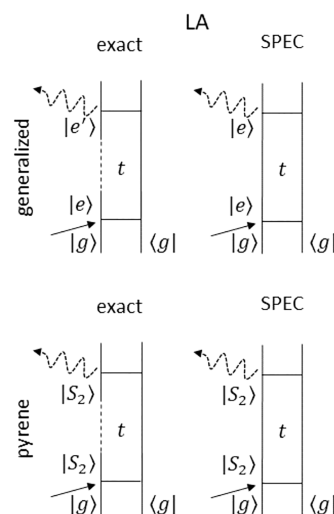 LA
exact SPEC
generalized
|e′⟩ |e⟩
t t
|e⟩ |e⟩
|g⟩ ⟨g| |g⟩ ⟨g|
exact SPEC
pyrene
|S₂⟩ |S₂⟩
t t
|S₂⟩ |S₂⟩
|g⟩ ⟨g| |g⟩ ⟨g|